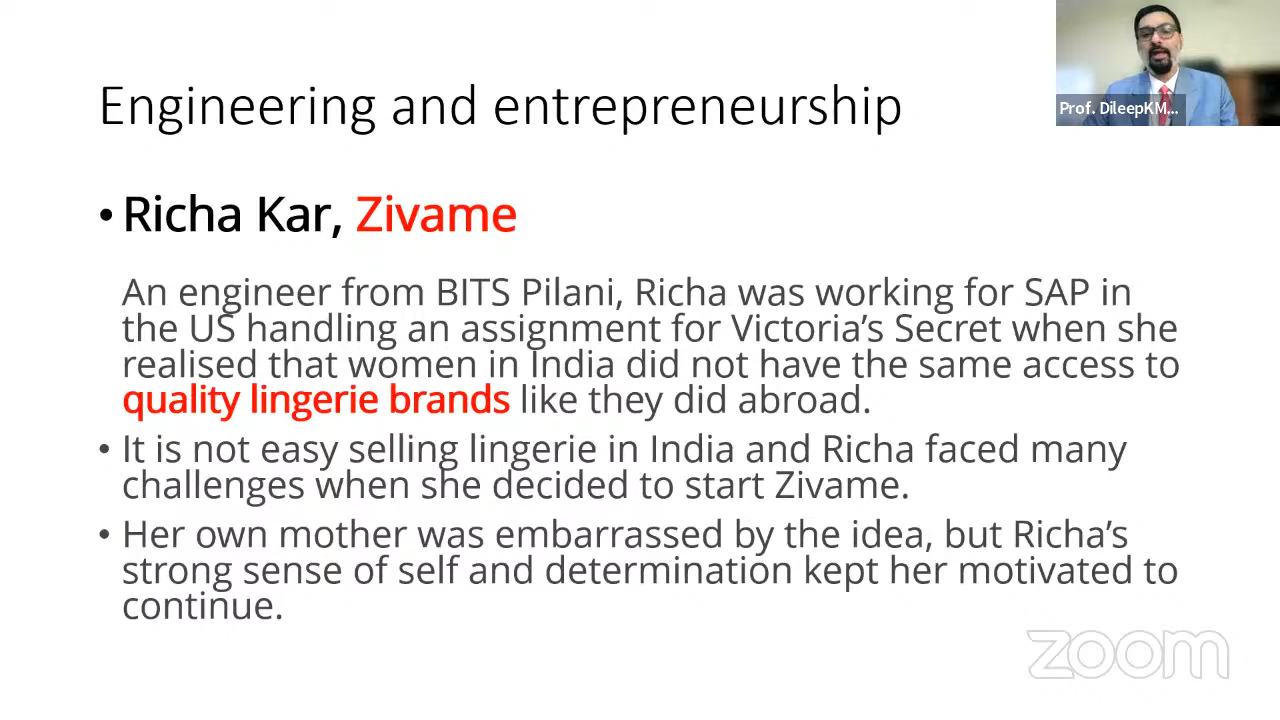 Engineering and entrepreneurship
Prof. DileepKM...
• Richa Kar, Zivame
An engineer from BITS Pilani, Richa was working for SAP in
the US handling an assignment for Victoria’s Secret when she
realised that women in India did not have the same access to
quality lingerie brands like they did abroad.
• It is not easy selling lingerie in India and Richa faced many
challenges when she decided to start Zivame.
• Her own mother was embarrassed by the idea, but Richa’s
strong sense of self and determination kept her motivated to
continue.
zoom